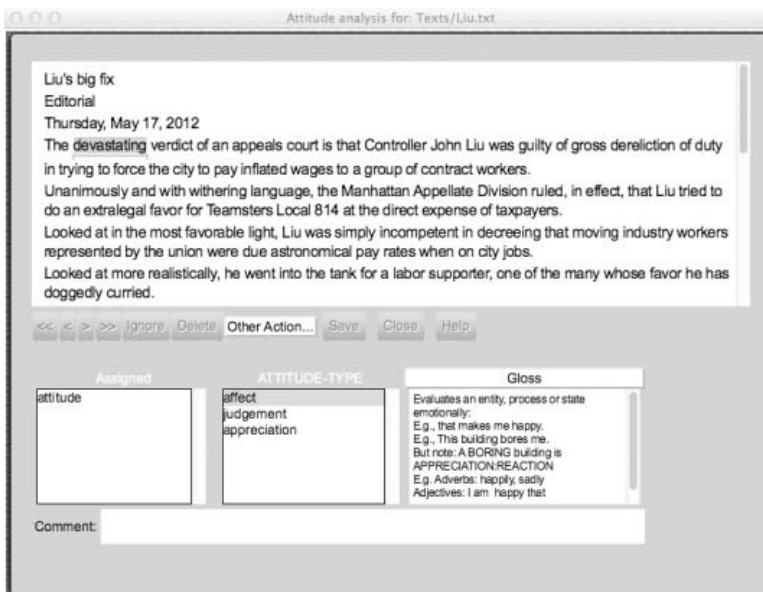 Attitude analysis for: Texts/Liu.txt
Liu's big fix
Editorial
Thursday, May 17, 2012
The devastating verdict of an appeals court is that Controller John Liu was guilty of gross dereliction of duty
in trying to force the city to pay inflated wages to a group of contract workers.
Unanimously and with withering language, the Manhattan Appellate Division ruled, in effect, that Liu tried to
do an extralegal favor for Teamsters Local 814 at the direct expense of taxpayers.
Looked at in the most favorable light, Liu was simply incompetent in decreeing that moving industry workers
represented by the union were due astronomical pay rates when on city jobs.
Looked at more realistically, he went into the tank for a labor supporter, one of the many whose favor he has
doggedly curried.
<< < > >> Ignore Delete Other Action... Save Close Help
Assigned ATTITUDE-TYPE Gloss
attitude
affect
judgement
appreciation
Evaluates an entity, process or state
emotionally:
E.g., that makes me happy.
E.g., This building bores me.
But note: A BORING building is
APPRECIATION:REACTION
E.g. Adverbs: happily, sadly
Adjectives: I am happy that
Comment: